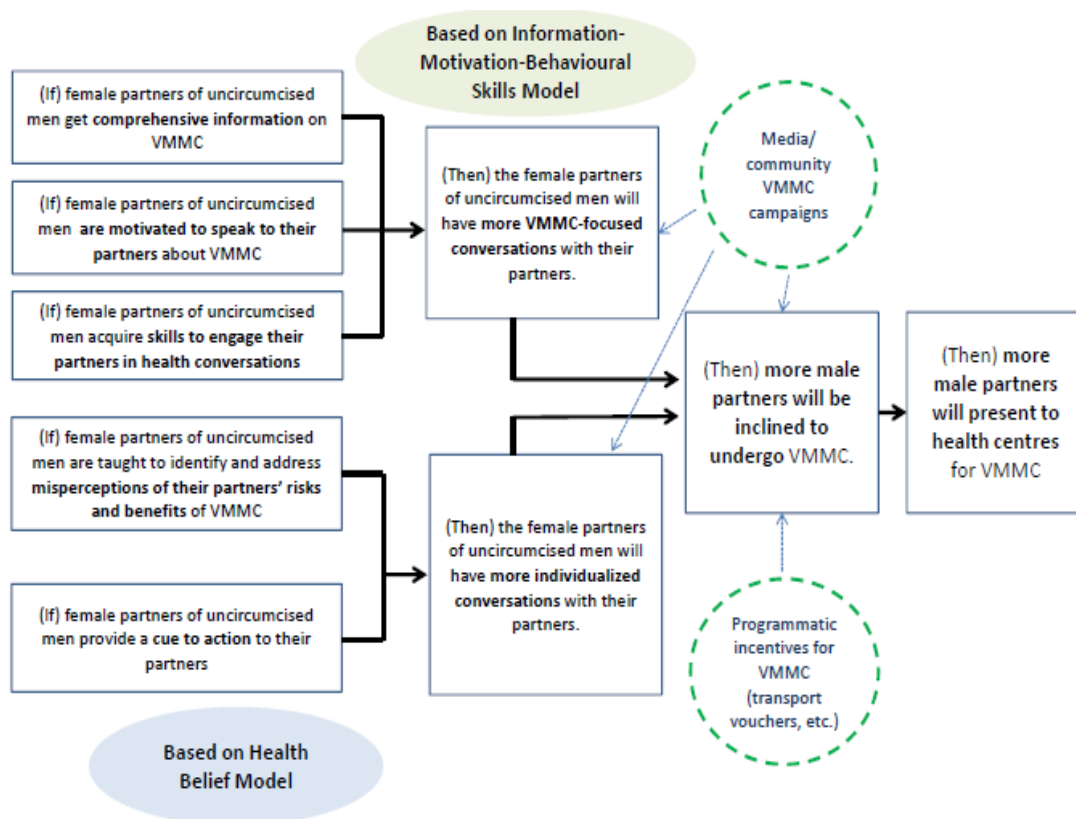 Based on Information-
Motivation-Behavioural
Skills Model
(If) female partners of uncircumcised
men get comprehensive information on
VMMC
(If) female partners of uncircumcised
men are motivated to speak to their
partners about VMMC
(If) female partners of uncircumcised
men acquire skills to engage their
partners in health conversations
(If) female partners of uncircumcised
men are taught to identify and address
misperceptions of their partners' risks
and benefits of VMMC
(If) female partners of uncircumcised
men provide a cue to action to their
partners
Based on Health
Belief Model
(Then) the female partners
of uncircumcised men will
have more VMMC-focused
conversations with their
partners.
(Then) the female partners
of uncircumcised men will
have more individualized
conversations with their
partners.
Media/
community
VMMC
campaigns
(Then) more male
partners will be
inclined to
undergo VMMC.
(Then) more
male partners
will present to
health centres
for VMMC
Programmatic
incentives for
VMMC
(transport
vouchers, etc.)